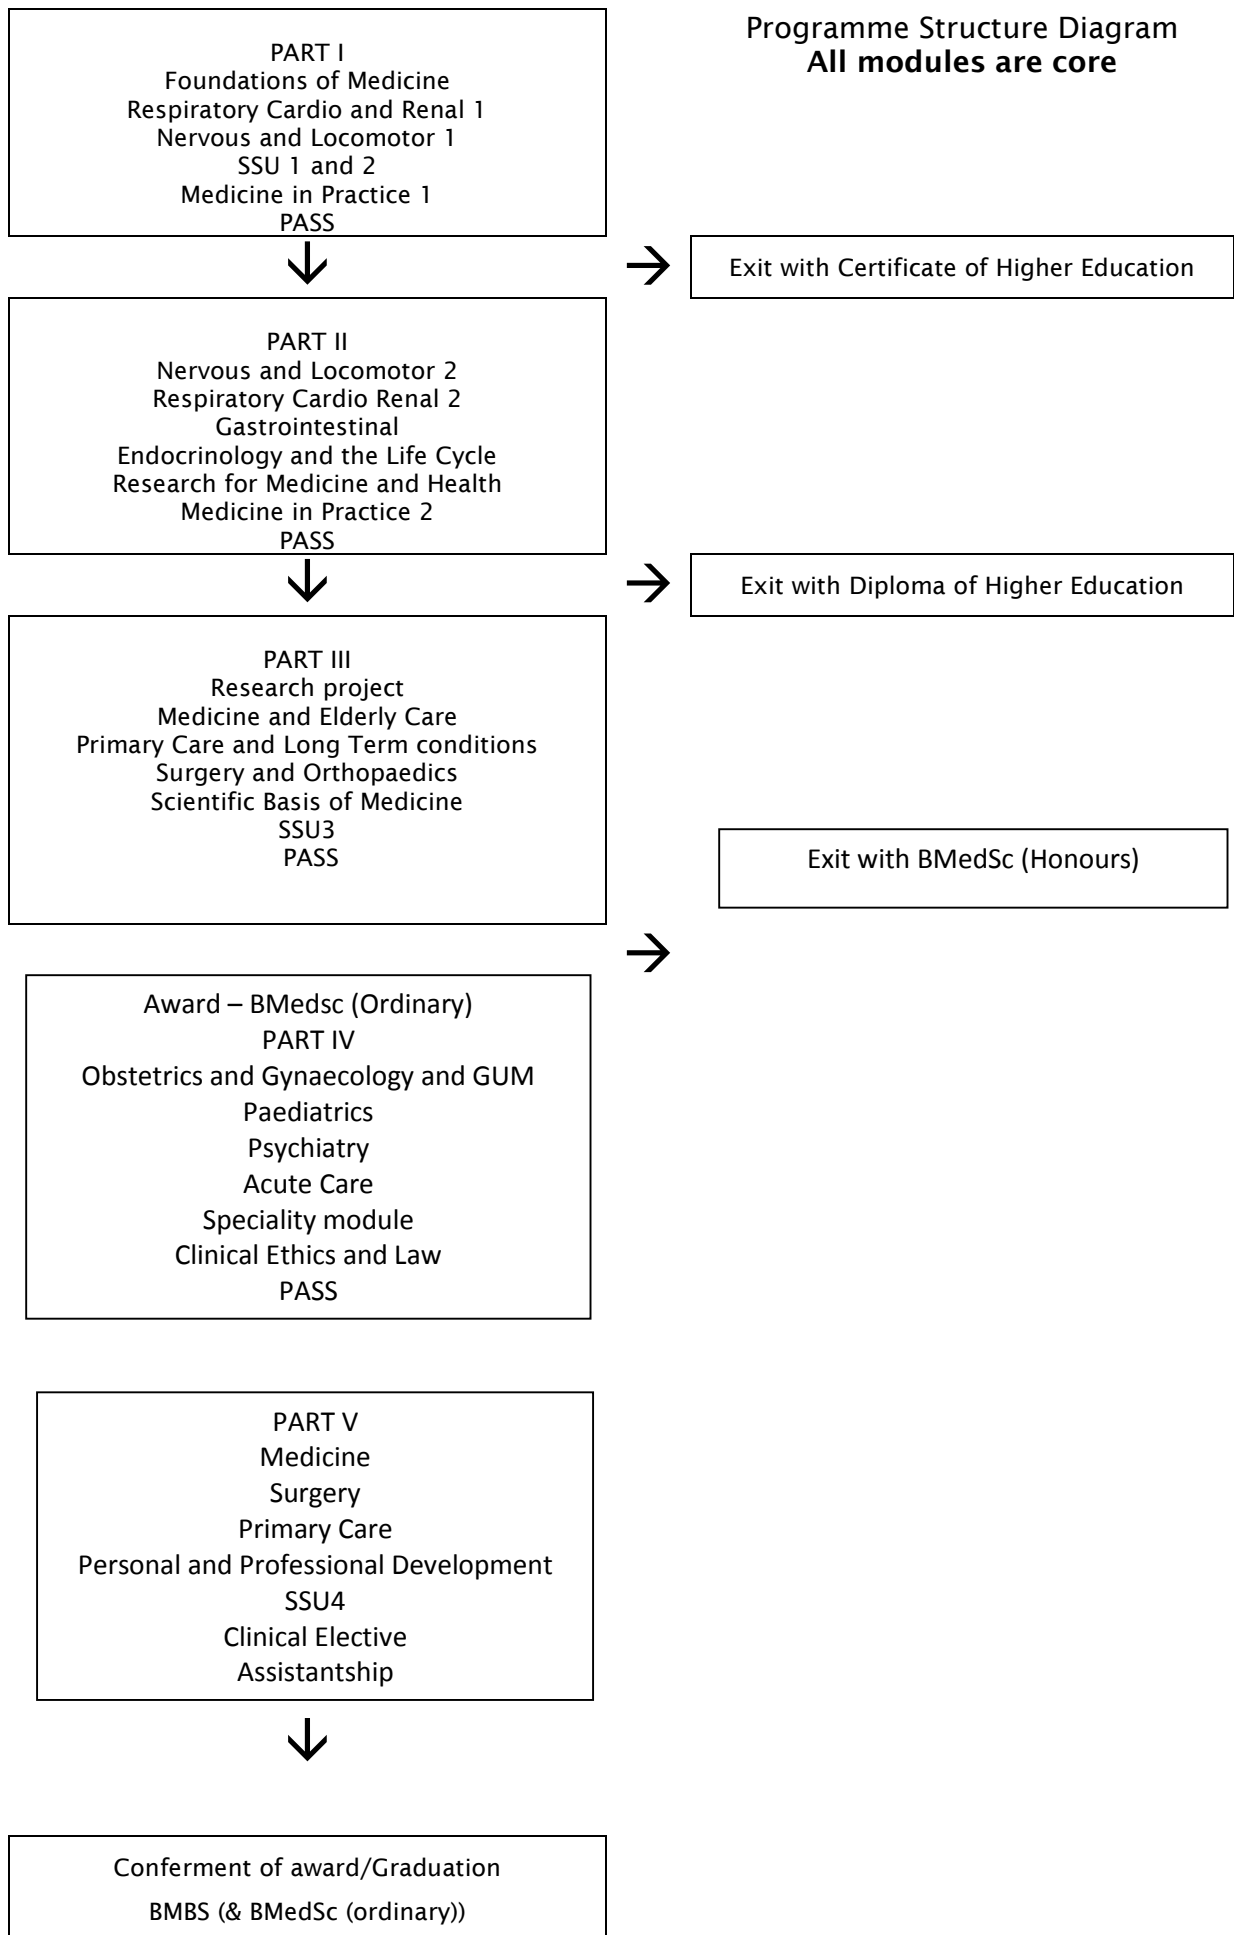 Programme Structure Diagram
All modules are core
PART I
Foundations of Medicine
Respiratory Cardio and Renal 1
Nervous and Locomotor 1
SSU 1 and 2
Medicine in Practice 1
PASS
Exit with Certificate of Higher Education
PART II
Nervous and Locomotor 2
Respiratory Cardio Renal 2
Gastrointestinal
Endocrinology and the Life Cycle
Research for Medicine and Health
Medicine in Practice 2
PASS
Exit with Diploma of Higher Education
PART III
Research project
Medicine and Elderly Care
Primary Care and Long Term conditions
Surgery and Orthopaedics
Scientific Basis of Medicine
SSU3
PASS
Exit with BMedSc (Honours)
Award – BMedsc (Ordinary)
PART IV
Obstetrics and Gynaecology and GUM
Paediatrics
Psychiatry
Acute Care
Speciality module
Clinical Ethics and Law
PASS
PART V
Medicine
Surgery
Primary Care
Personal and Professional Development
SSU4
Clinical Elective
Assistantship
Conferment of award/Graduation
BMBS (& BMedSc (ordinary))